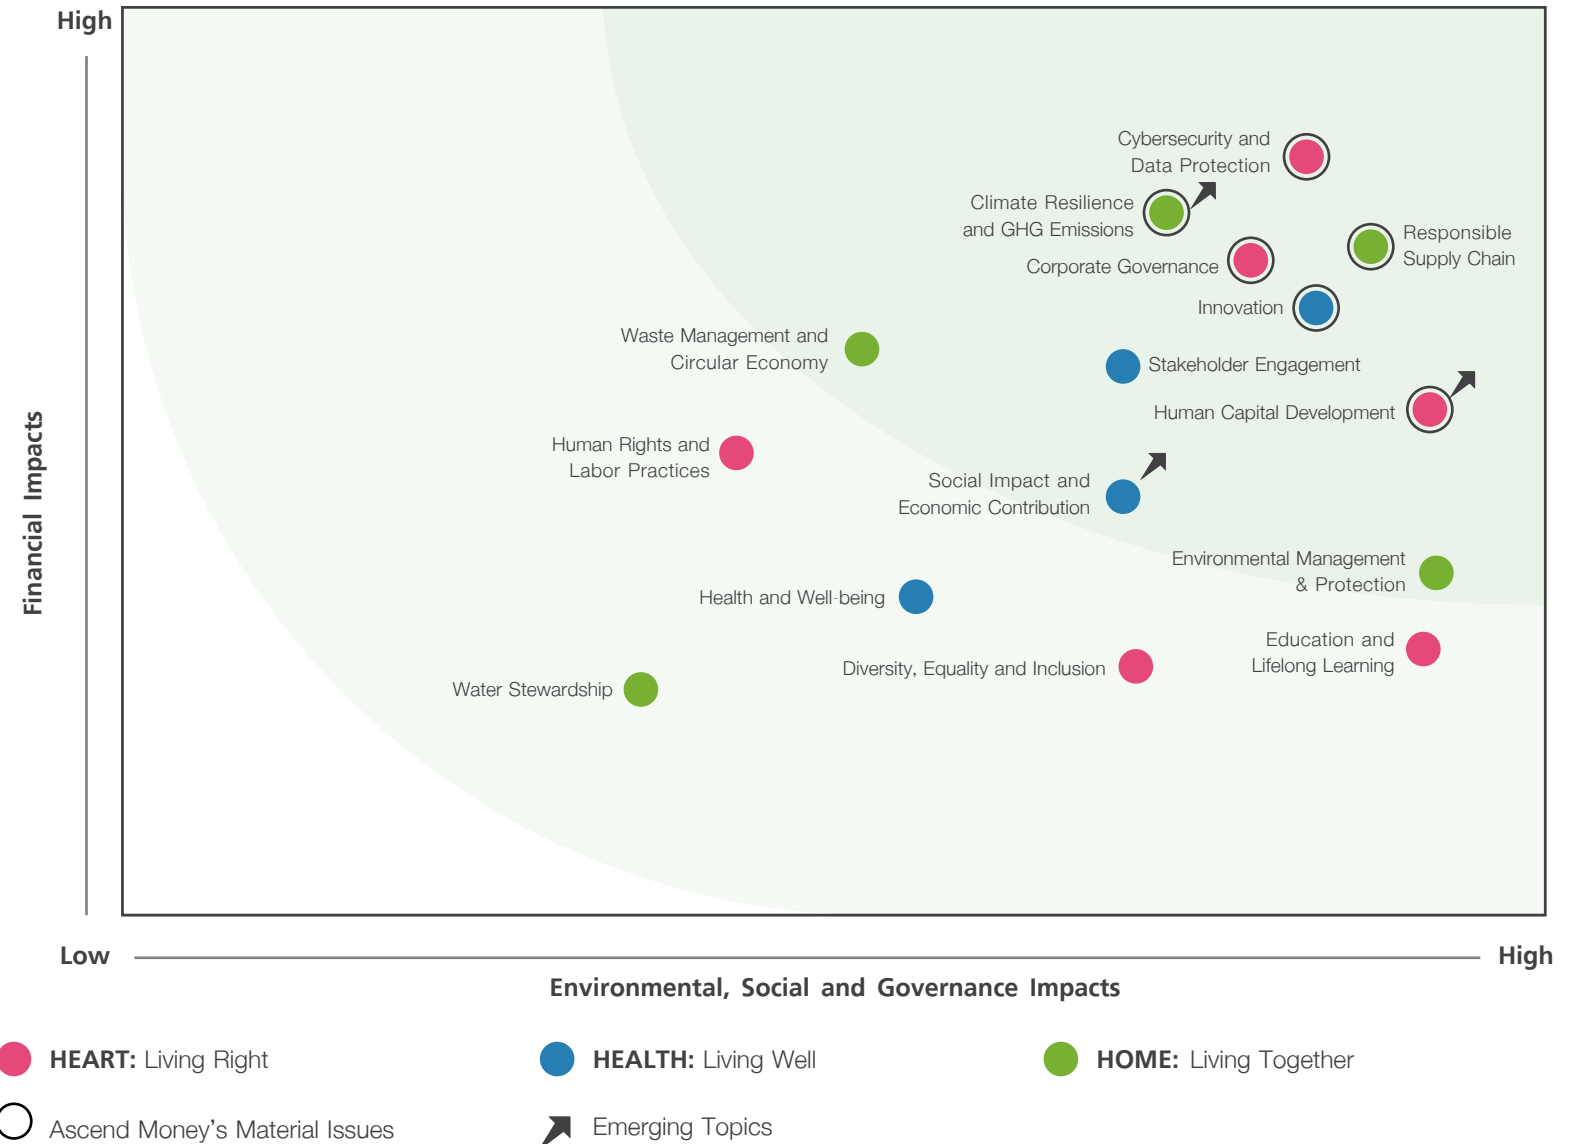 High
Cybersecurity and
Data Protection
Climate Resilience
and GHG Emissions
Responsible
Supply Chain
Corporate Governance
Innovation
Waste Management and
Circular Economy
Stakeholder Engagement
Human Capital Development
Human Rights and
Labor Practices
Social Impact and
Economic Contribution
Environmental Management
& Protection
Health and Well-being
Education and
Lifelong Learning
Diversity, Equality and Inclusion
Water Stewardship
Financial Impacts
Low
High
Environmental, Social and Governance Impacts
HEART: Living Right
HEALTH: Living Well
HOME: Living Together
Ascend Money’s Material Issues
Emerging Topics